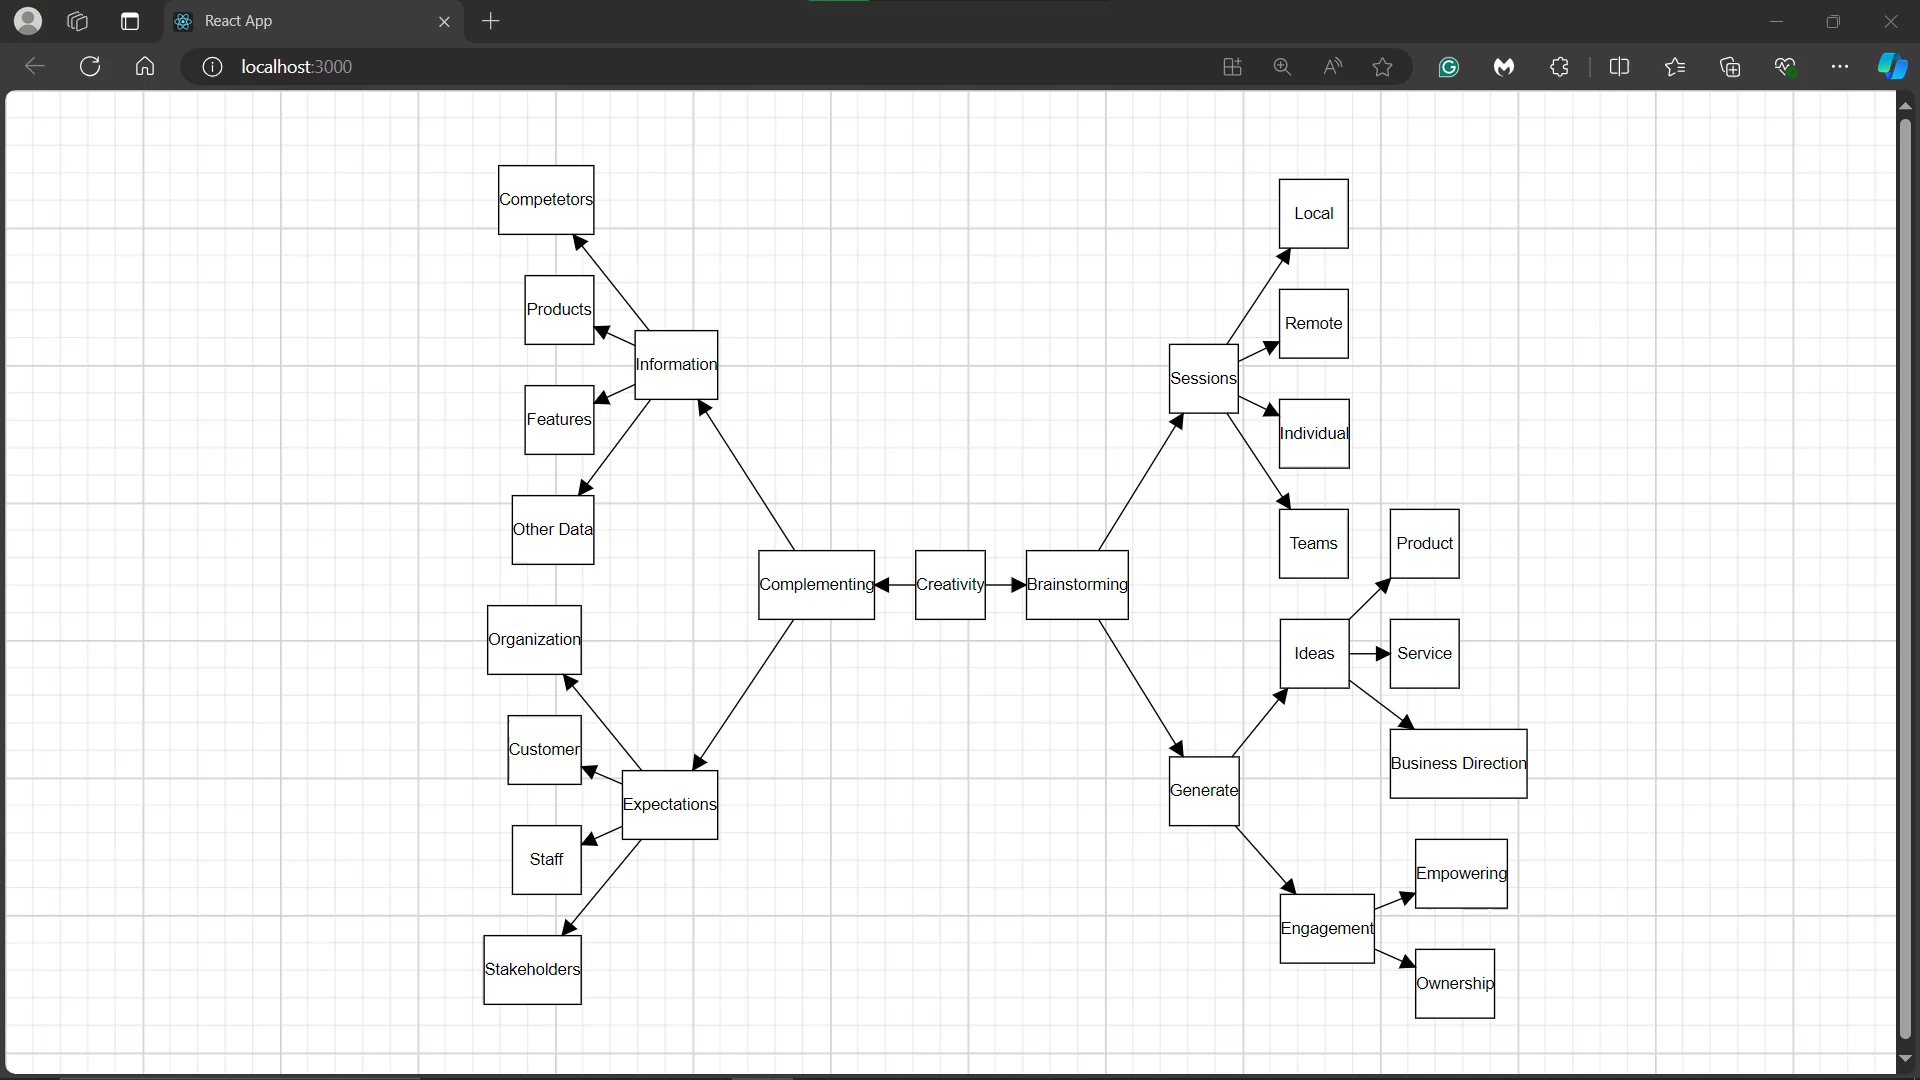 React App
localhost:3000
Competetors
Local
Products
Remote
Information
Sessions
Features
Individual
Other Data
Teams
Product
Complementing
Creativity
Brainstorming
Organization
Ideas
Service
Customer
Business Direction
Expectations
Generate
Staff
Empowering
Engagement
Stakeholders
Ownership